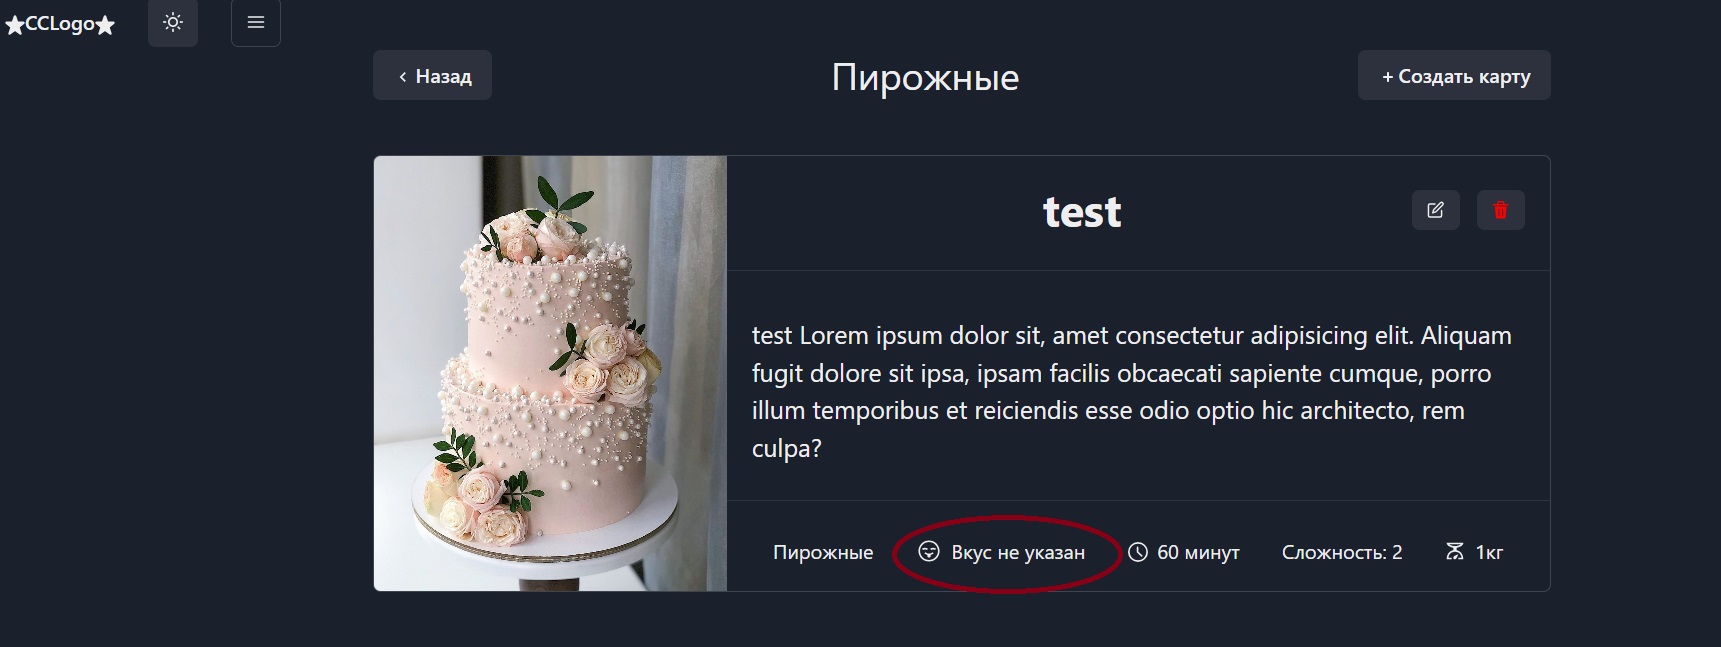 ★CCLogo★
Назад
Пирожные
+ Создать карту
test
test Lorem ipsum dolor sit, amet consectetur adipisicing elit. Aliquam
fugit dolore sit ipsa, ipsam facilis obcaecati sapiente cumque, porro
illum temporibus et reiciendis esse odio optio hic architecto, rem
culpa?
Пирожные Вкус не указан 60 минут Сложность: 2 1кг